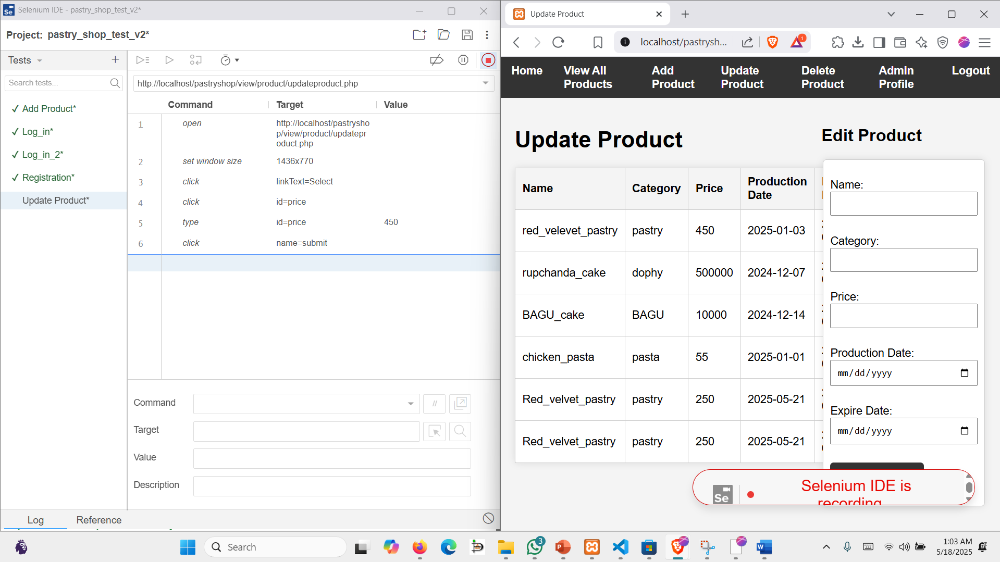 Selenium IDE - pastry_shop_test_v2*
Project: pastry_shop_test_v2*
Tests
Search tests...
✓ Add Product*
✓ Log_in*
✓ Log_in_2*
✓ Registration*
Update Product*
http://localhost/pastryshop/view/product/updateproduct.php
Command Target Value
1 open http://localhost/pastrysho
p/view/product/updatepr
oduct.php
2 set window size 1436x770
3 click linkText=Select
4 click id=price
5 type id=price 450
6 click name=submit
Command
//
Target
Value
Description
Log Reference
Update Product
localhost/pastrysh...
1
Home View All Add Update Delete Admin Logout
Products Product Product Product Profile
Update Product
Name Category Price Production
Date
red_velevet_pastry pastry 450 2025-01-03
rupchanda_cake dophy 500000 2024-12-07
BAGU_cake BAGU 10000 2024-12-14
chicken_pasta pasta 55 2025-01-01
Red_velvet_pastry pastry 250 2025-05-21
Red_velvet_pastry pastry 250 2025-05-21
Edit Product
Name:
Category:
Price:
Production Date:
mm/dd/yyyy
Expire Date:
mm/dd/yyyy
Se
Selenium IDE is
recording
Search
3
1:03 AM
5/18/2025